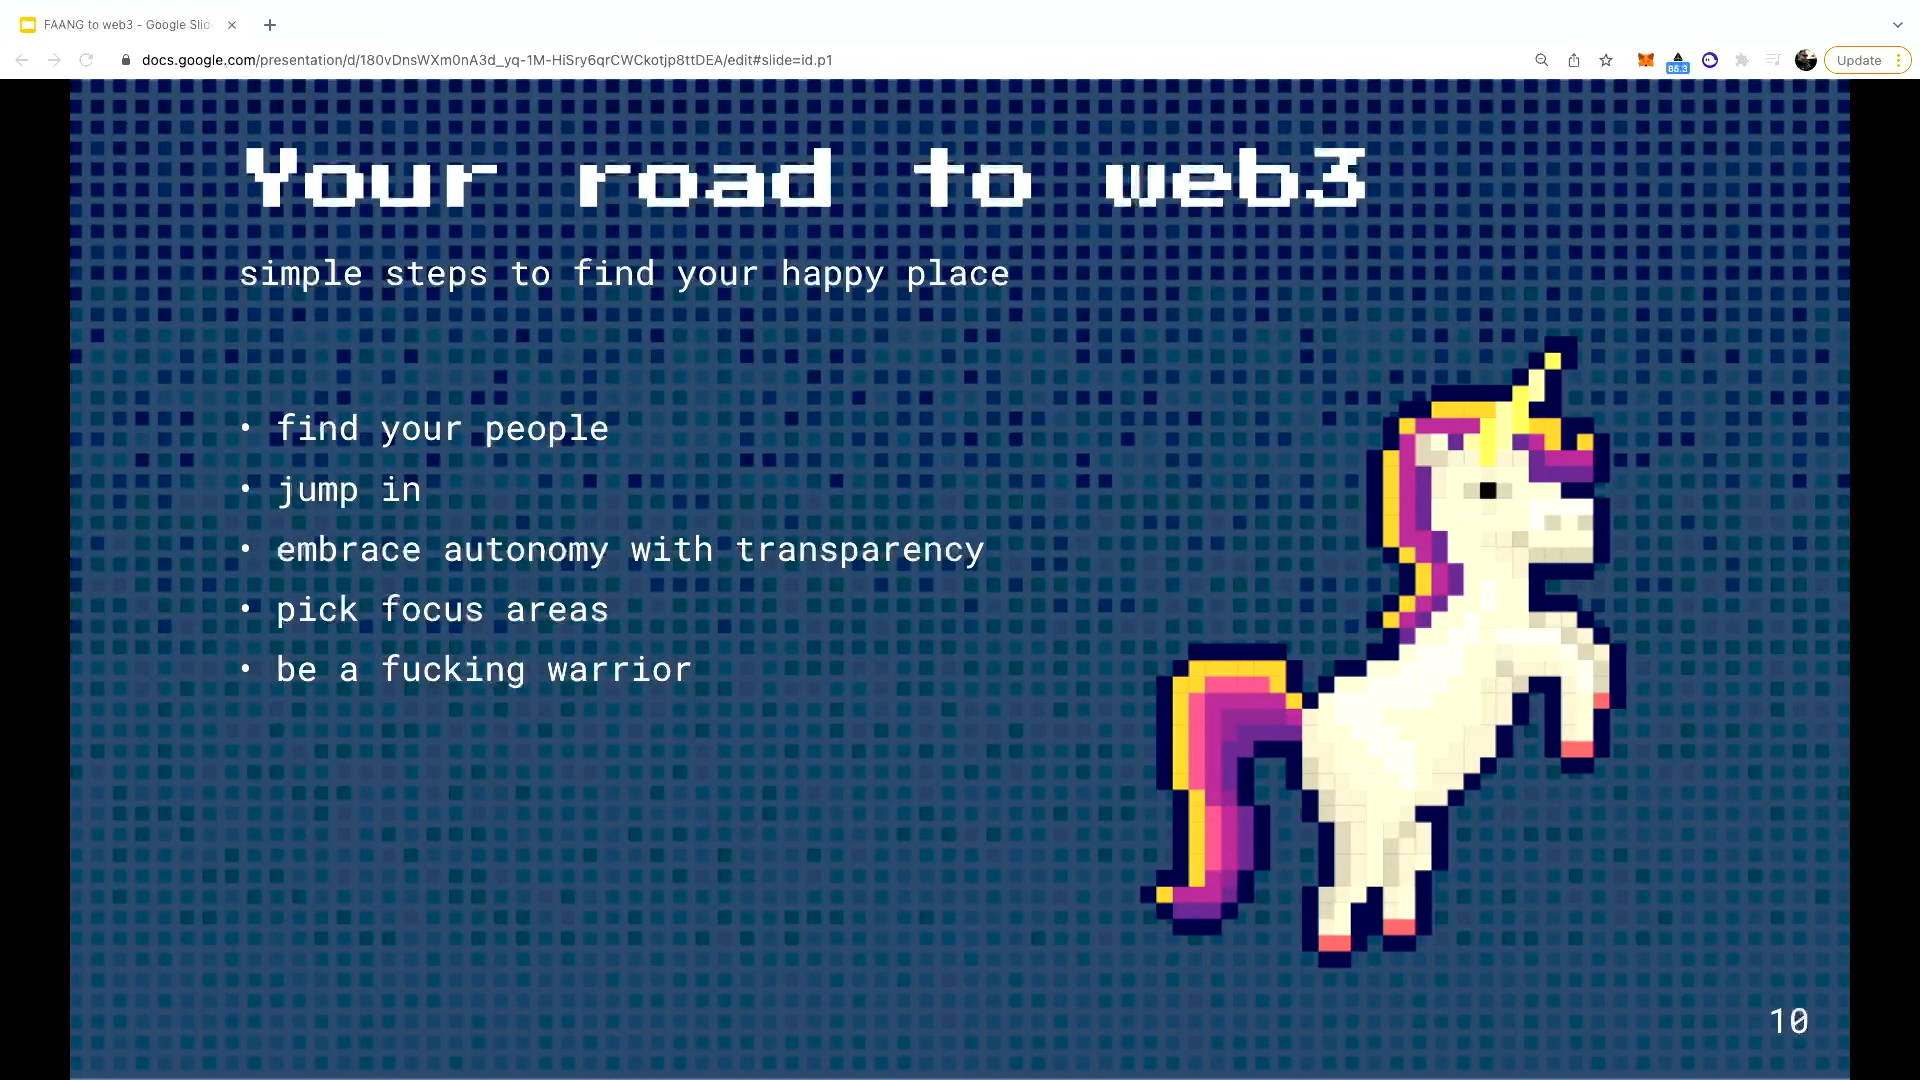 FAANG to web3 - Google Slid
docs.google.com/presentation/d/180vDnsWXm0nA3d_yq-1M-HiSry6qrCWCkotjp8ttDEA/edit#slide=id.p1
86.3
Update
Your road to web3
simple steps to find your happy place
• find your people
• jump in
• embrace autonomy with transparency
• pick focus areas
• be a fucking warrior
10